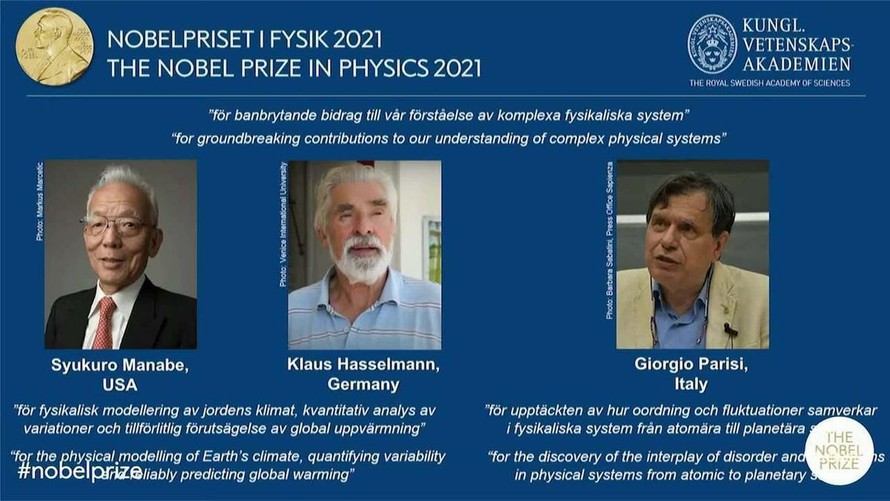 NOBELPRISET I FYSIK 2021
THE NOBEL PRIZE IN PHYSICS 2021
KUNGL.
VETENSKAPS-
AKADEMIEN
THE ROYAL SWEDISH ACADEMY OF SCIENCES
”för banbrytande bidrag till vår förståelse av komplexa fysikaliska system”
“for groundbreaking contributions to our understanding of complex physical systems”
Photo: Markus Marcetic
Photo: Venice International University
Photo: Barbara Sabatini, Press Office Sapienza
Syukuro Manabe,
USA
Klaus Hasselmann,
Germany
Giorgio Parisi,
Italy
”för fysikalisk modellering av jordens klimat, kvantitativ analys av
variationer och tillförlitlig förutsägelse av global uppvärmning”
“for the physical modelling of Earth’s climate, quantifying variability
and reliably predicting global warming”
”för upptäckten av hur oordning och fluktuationer samverkar
i fysikaliska system från atomära till planetära
“for the discovery of the interplay of disorder and
in physical systems from atomic to planetary
#nobelprize
THE
NOBEL
PRIZE